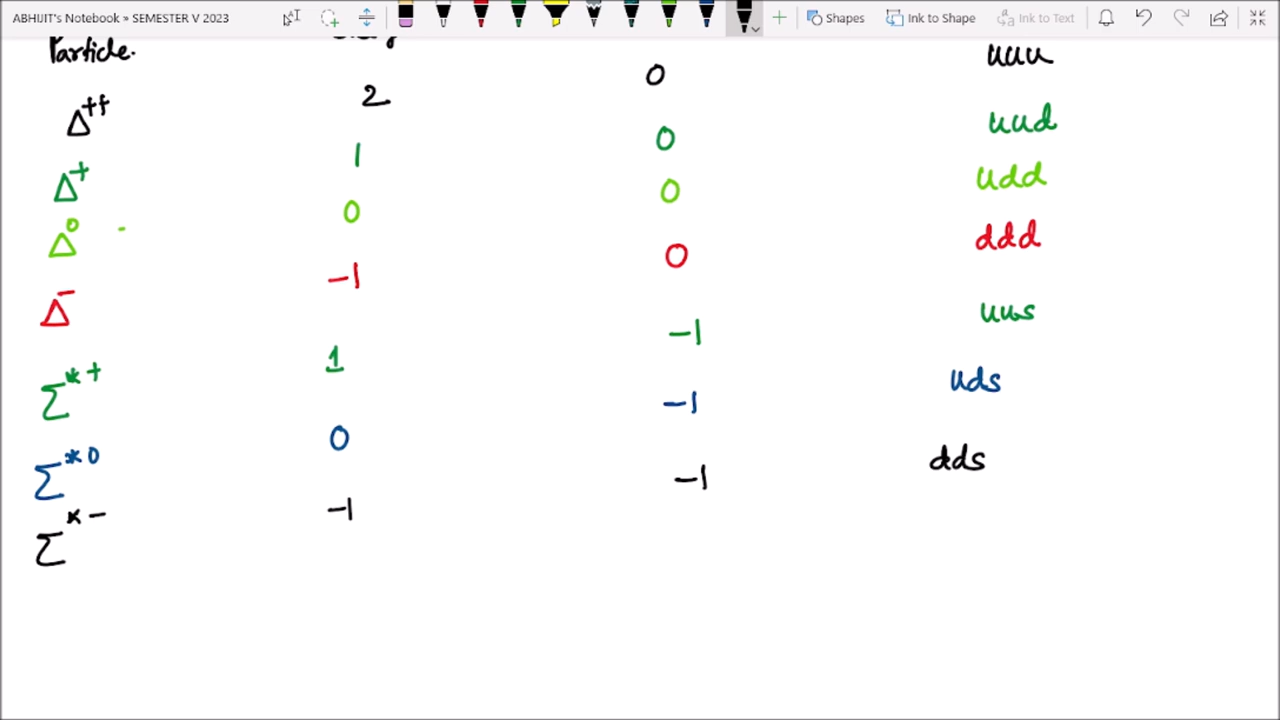 ABHIJIT's Notebook » SEMESTER V 2023 Shapes Ink to Shape Ink to Text
Particle. uuu
Δ++ 2 0
Δ+ 1 0 uud
Δ0 0 0 udd
Δ− −1 0 ddd
Σ*+ 1 −1 uus
Σ*0 0 −1 uds
Σ*− −1 −1 dds